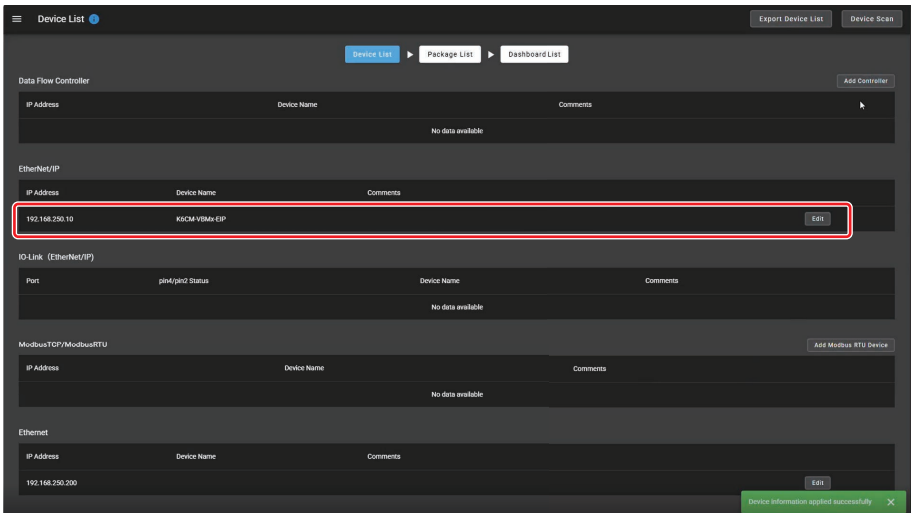 Device List
Export Device List Device Scan
Device List Package List Dashboard List
Data Flow Controller Add Controller
IP Address Device Name Comments
No data available
EtherNet/IP
IP Address Device Name Comments
192.168.250.10 K6CM-VBMx-EIP Edit
IO-Link (EtherNet/IP)
Port pin4/pin2 Status Device Name Comments
No data available
ModbusTCP/ModbusRTU Add Modbus RTU Device
IP Address Device Name Comments
No data available
Ethernet
IP Address Device Name Comments
192.168.250.200 Edit
Device information applied successfully